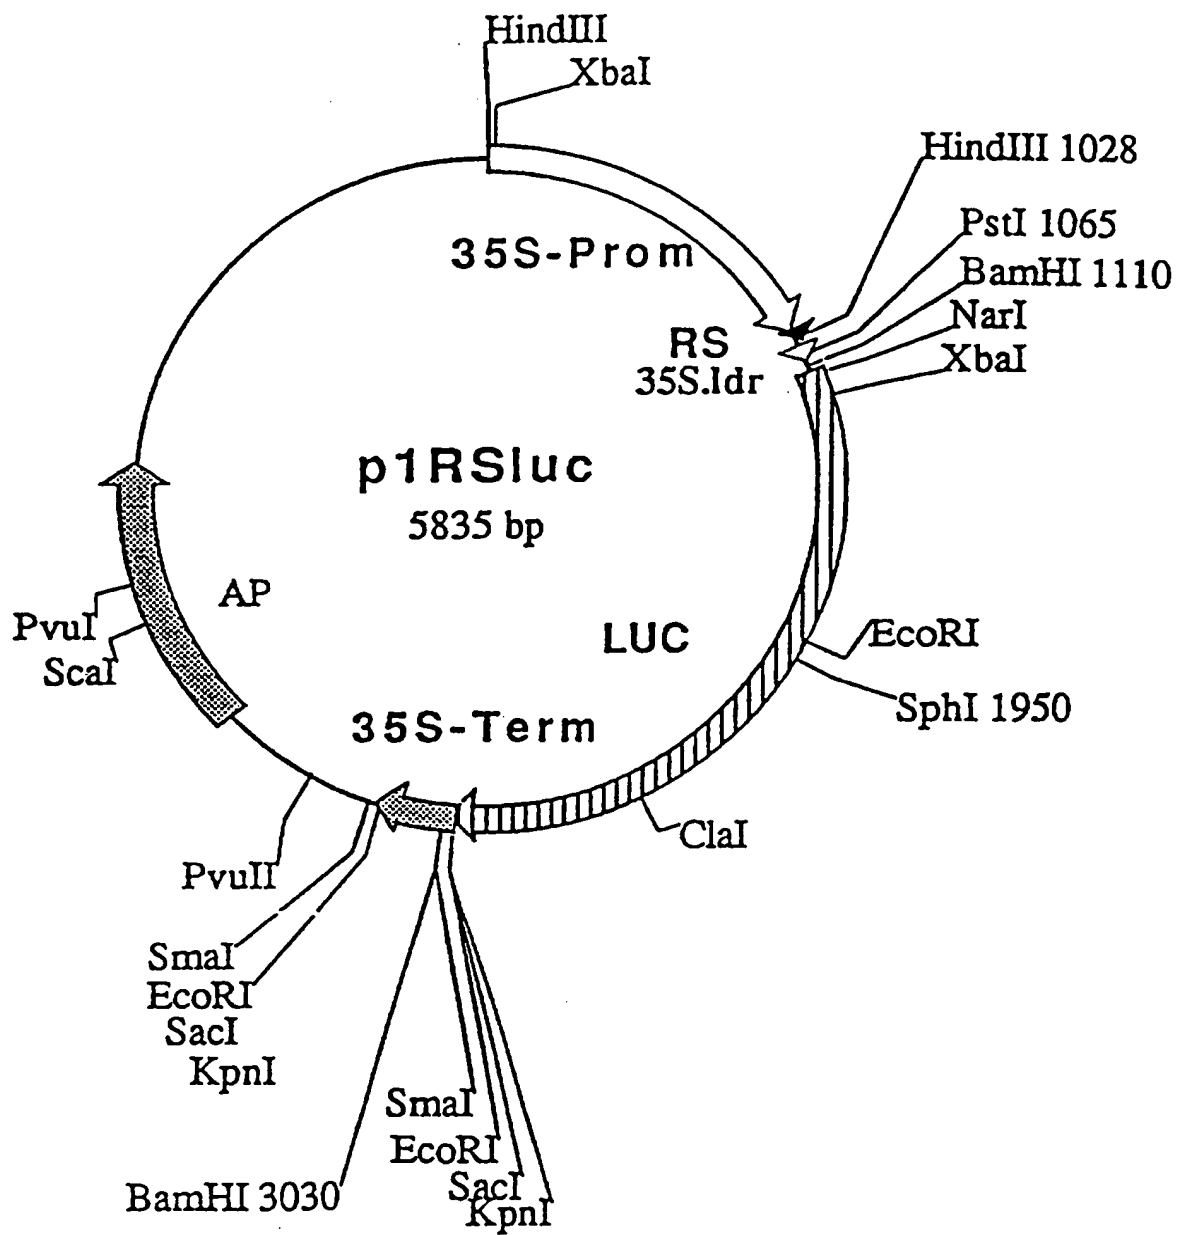 HindIII
XbaI
HindIII 1028
PstI 1065
BamHI 1110
NarI
XbaI
35S-Prom
RS
35S.ldr
p1RSluc
5835 bp
AP
PvuI
ScaI
LUC
EcoRI
SphI 1950
35S-Term
ClaI
PvuII
SmaI
EcoRI
SacI
KpnI
SmaI
EcoRI
SacI
KpnI
BamHI 3030